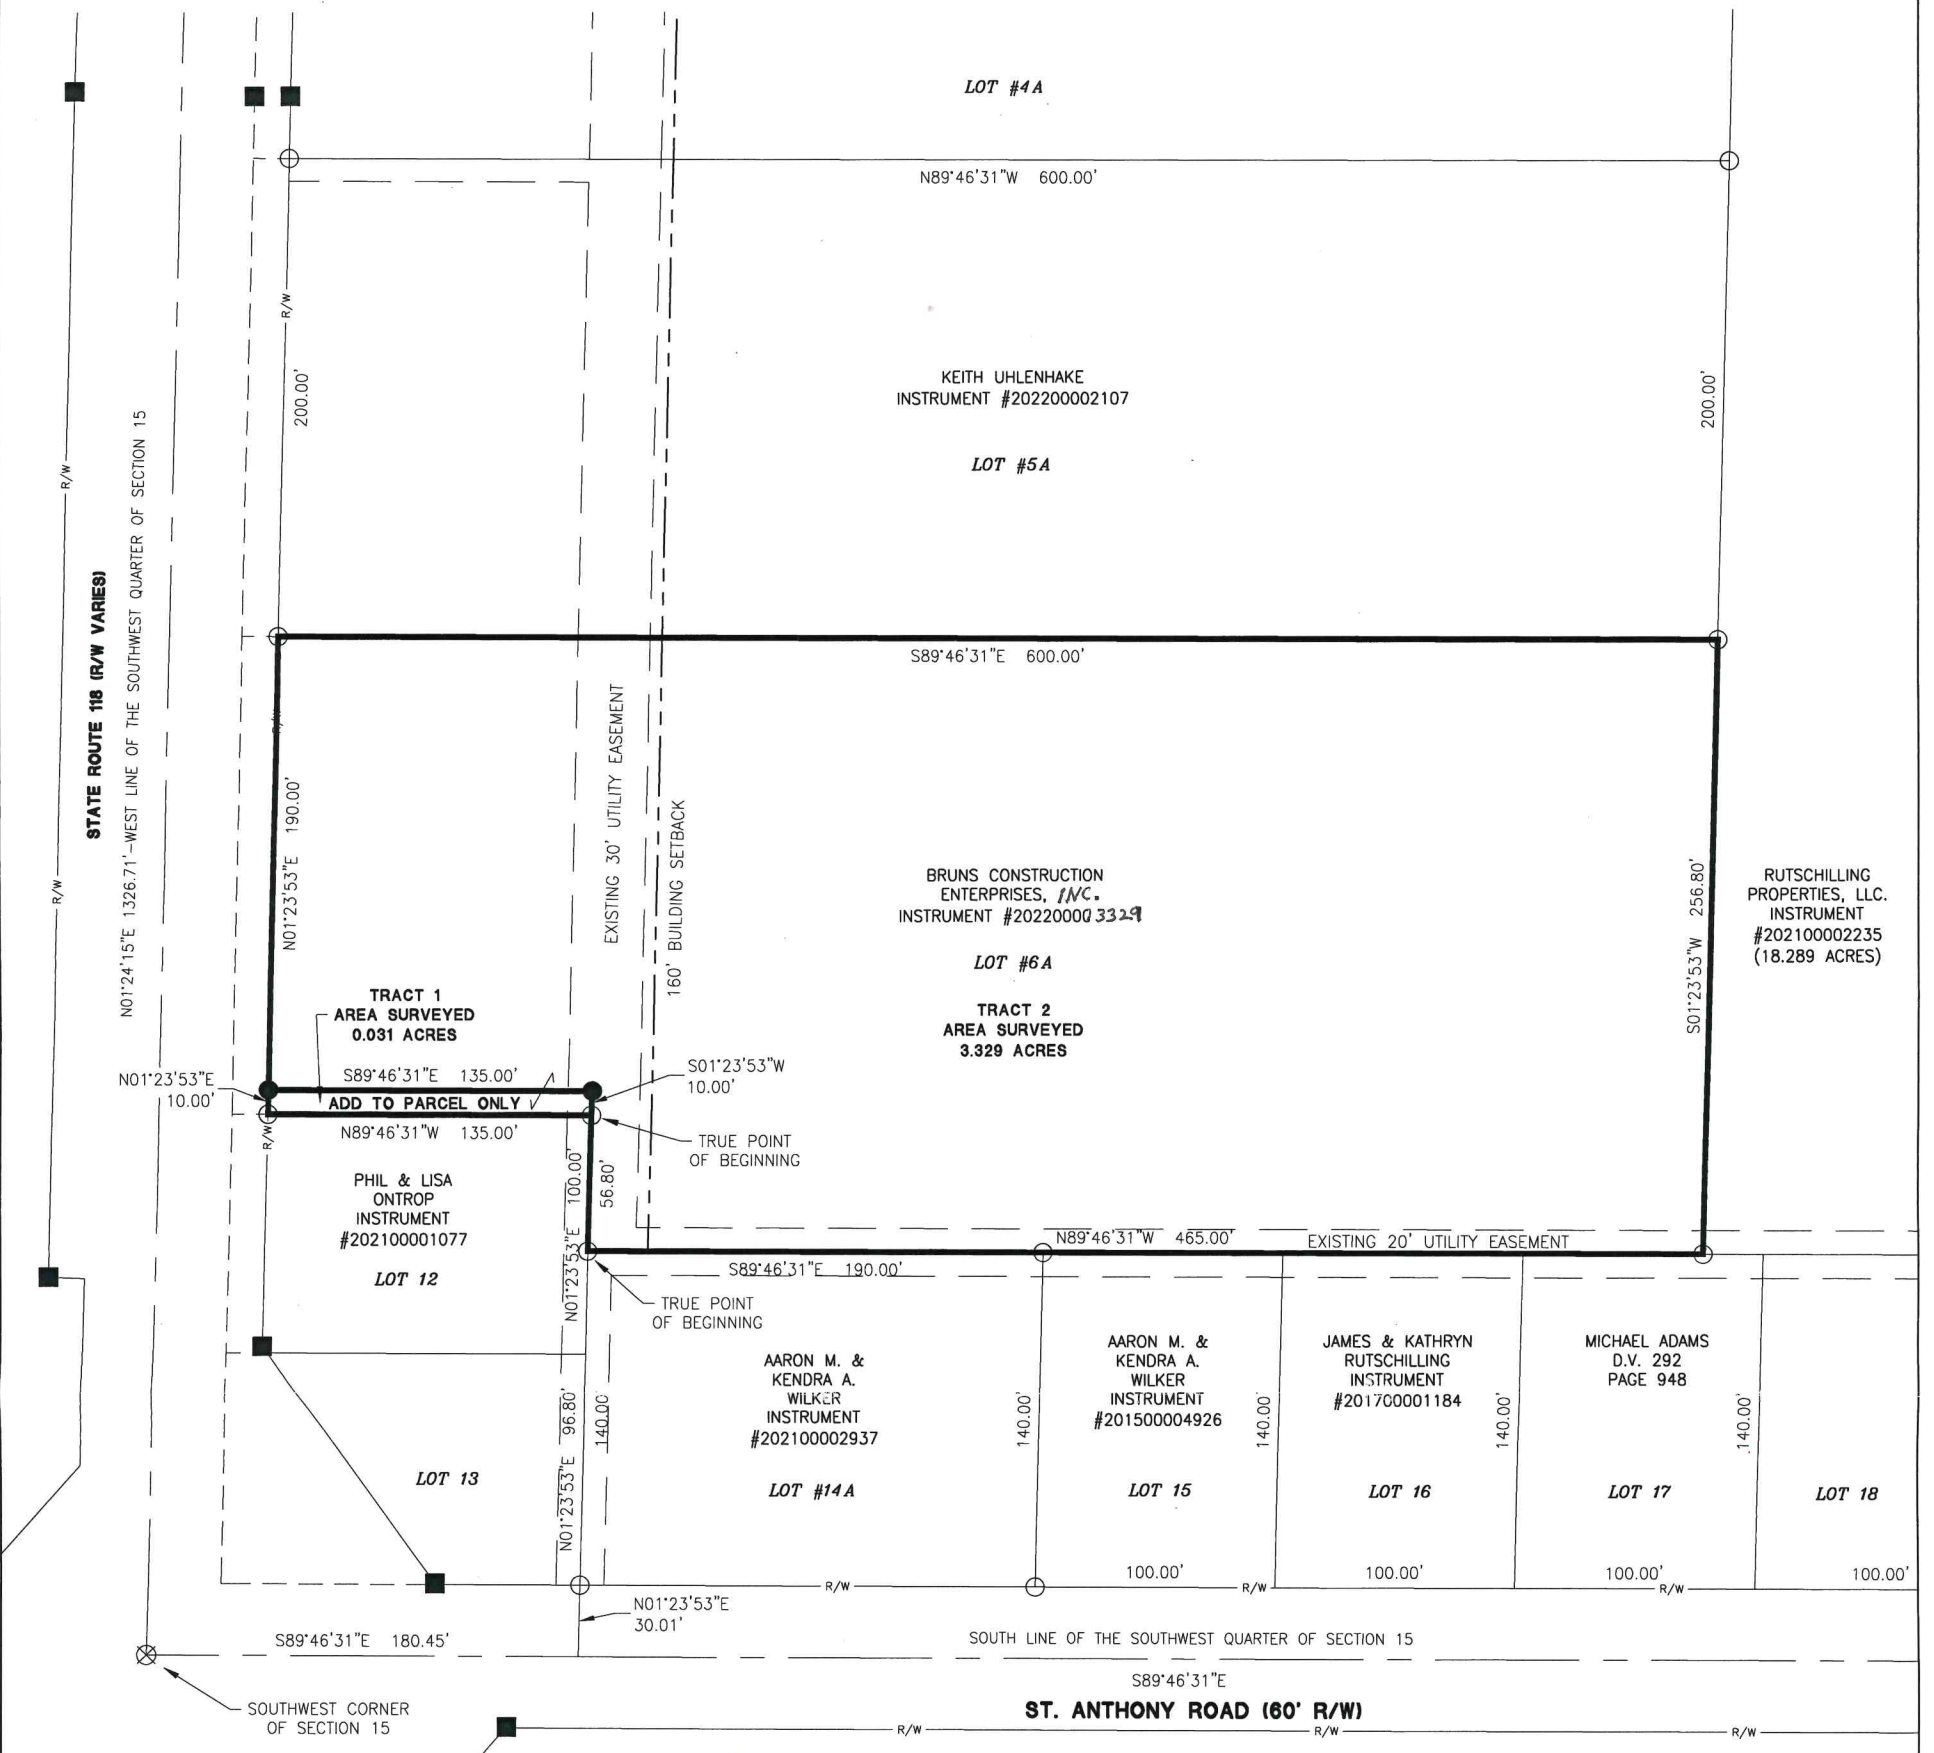 LOT #4A
N89°46'31"W 600.00'
R/W
200.00'
KEITH UHLENHAKE
INSTRUMENT #202200002107
LOT #5A
200.00'
R/W
STATE ROUTE 118 (R/W VARIES)
N01°24'15"E 1326.71'-WEST LINE OF THE SOUTHWEST QUARTER OF SECTION 15
S89°46'31"E 600.00'
R/W
N01°23'53"E 190.00'
EXISTING 30' UTILITY EASEMENT
160' BUILDING SETBACK
BRUNS CONSTRUCTION
ENTERPRISES, INC.
INSTRUMENT #202200003329
LOT #6A
TRACT 2
AREA SURVEYED
3.329 ACRES
S01°23'53"W 256.80'
RUTSCHILLING
PROPERTIES, LLC.
INSTRUMENT
#202100002235
(18.289 ACRES)
R/W
TRACT 1
AREA SURVEYED
0.031 ACRES
N01°23'53"E
10.00'
S89°46'31"E 135.00'
ADD TO PARCEL ONLY
N89°46'31"W 135.00'
S01°23'53"W
10.00'
TRUE POINT
OF BEGINNING
R/W
PHIL & LISA
ONTROP
INSTRUMENT
#202100001077
LOT 12
N01°23'53"E 100.00'
56.80'
N89°46'31"W 465.00'
EXISTING 20' UTILITY EASEMENT
S89°46'31"E 190.00'
TRUE POINT
OF BEGINNING
AARON M. &
KENDRA A.
WILKER
INSTRUMENT
#202100002937
LOT #14A
AARON M. &
KENDRA A.
WILKER
INSTRUMENT
#201500004926
LOT 15
JAMES & KATHRYN
RUTSCHILLING
INSTRUMENT
#201700001184
LOT 16
MICHAEL ADAMS
D.V. 292
PAGE 948
LOT 17
LOT 18
LOT 13
N01°23'53"E 96.80'
140.00'
140.00'
140.00'
140.00'
140.00'
100.00'
100.00'
100.00'
100.00'
R/W
R/W
R/W
N01°23'53"E
30.01'
S89°46'31"E 180.45'
SOUTH LINE OF THE SOUTHWEST QUARTER OF SECTION 15
S89°46'31"E
SOUTHWEST CORNER
OF SECTION 15
ST. ANTHONY ROAD (60' R/W)
R/W
R/W
R/W